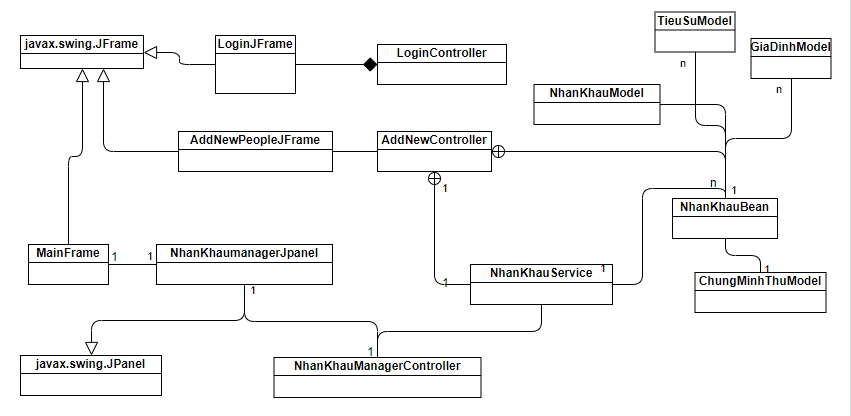 TieuSuModel
javax.swing.JFrame
LoginJFrame
LoginController
GiaDinhModel
n
n
NhanKhauModel
AddNewPeopleJFrame
AddNewController
1
n
1
NhanKhauBean
MainFrame
1
1
NhanKhaumanagerJpanel
NhanKhauService
1
1
1
ChungMinhThuModel
1
1
javax.swing.JPanel
NhanKhauManagerController